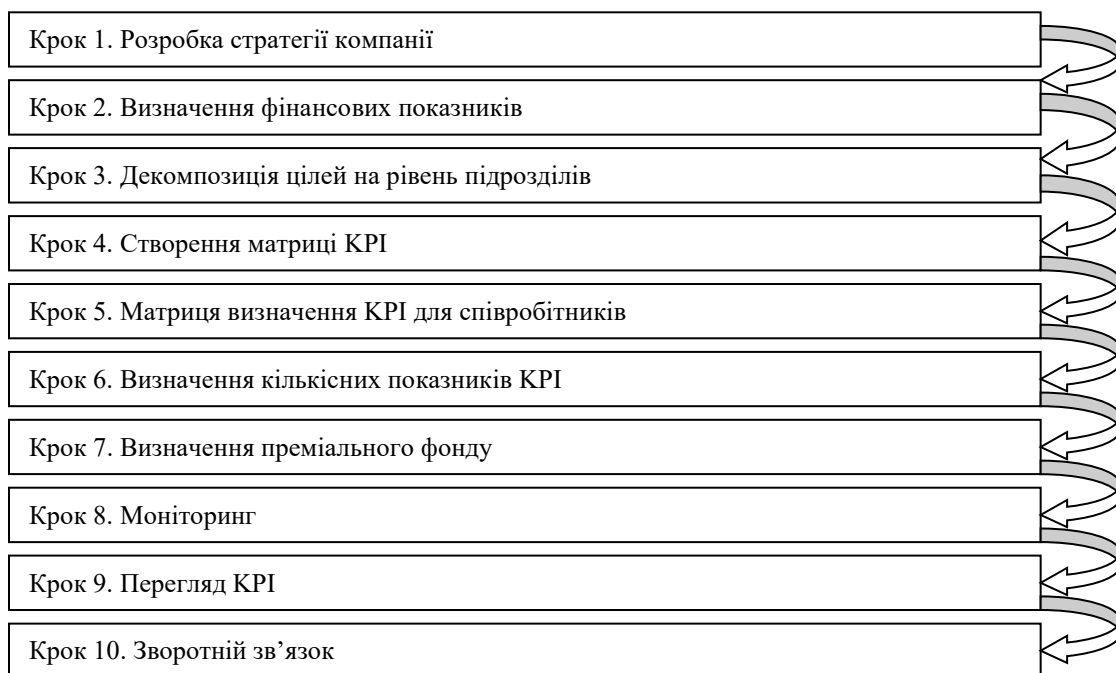 Крок 1. Розробка стратегії компанії
Крок 2. Визначення фінансових показників
Крок 3. Декомпозиція цілей на рівень підрозділів
Крок 4. Створення матриці KPI
Крок 5. Матриця визначення KPI для співробітників
Крок 6. Визначення кількісних показників KPI
Крок 7. Визначення преміального фонду
Крок 8. Моніторинг
Крок 9. Перегляд KPI
Крок 10. Зворотній зв’язок